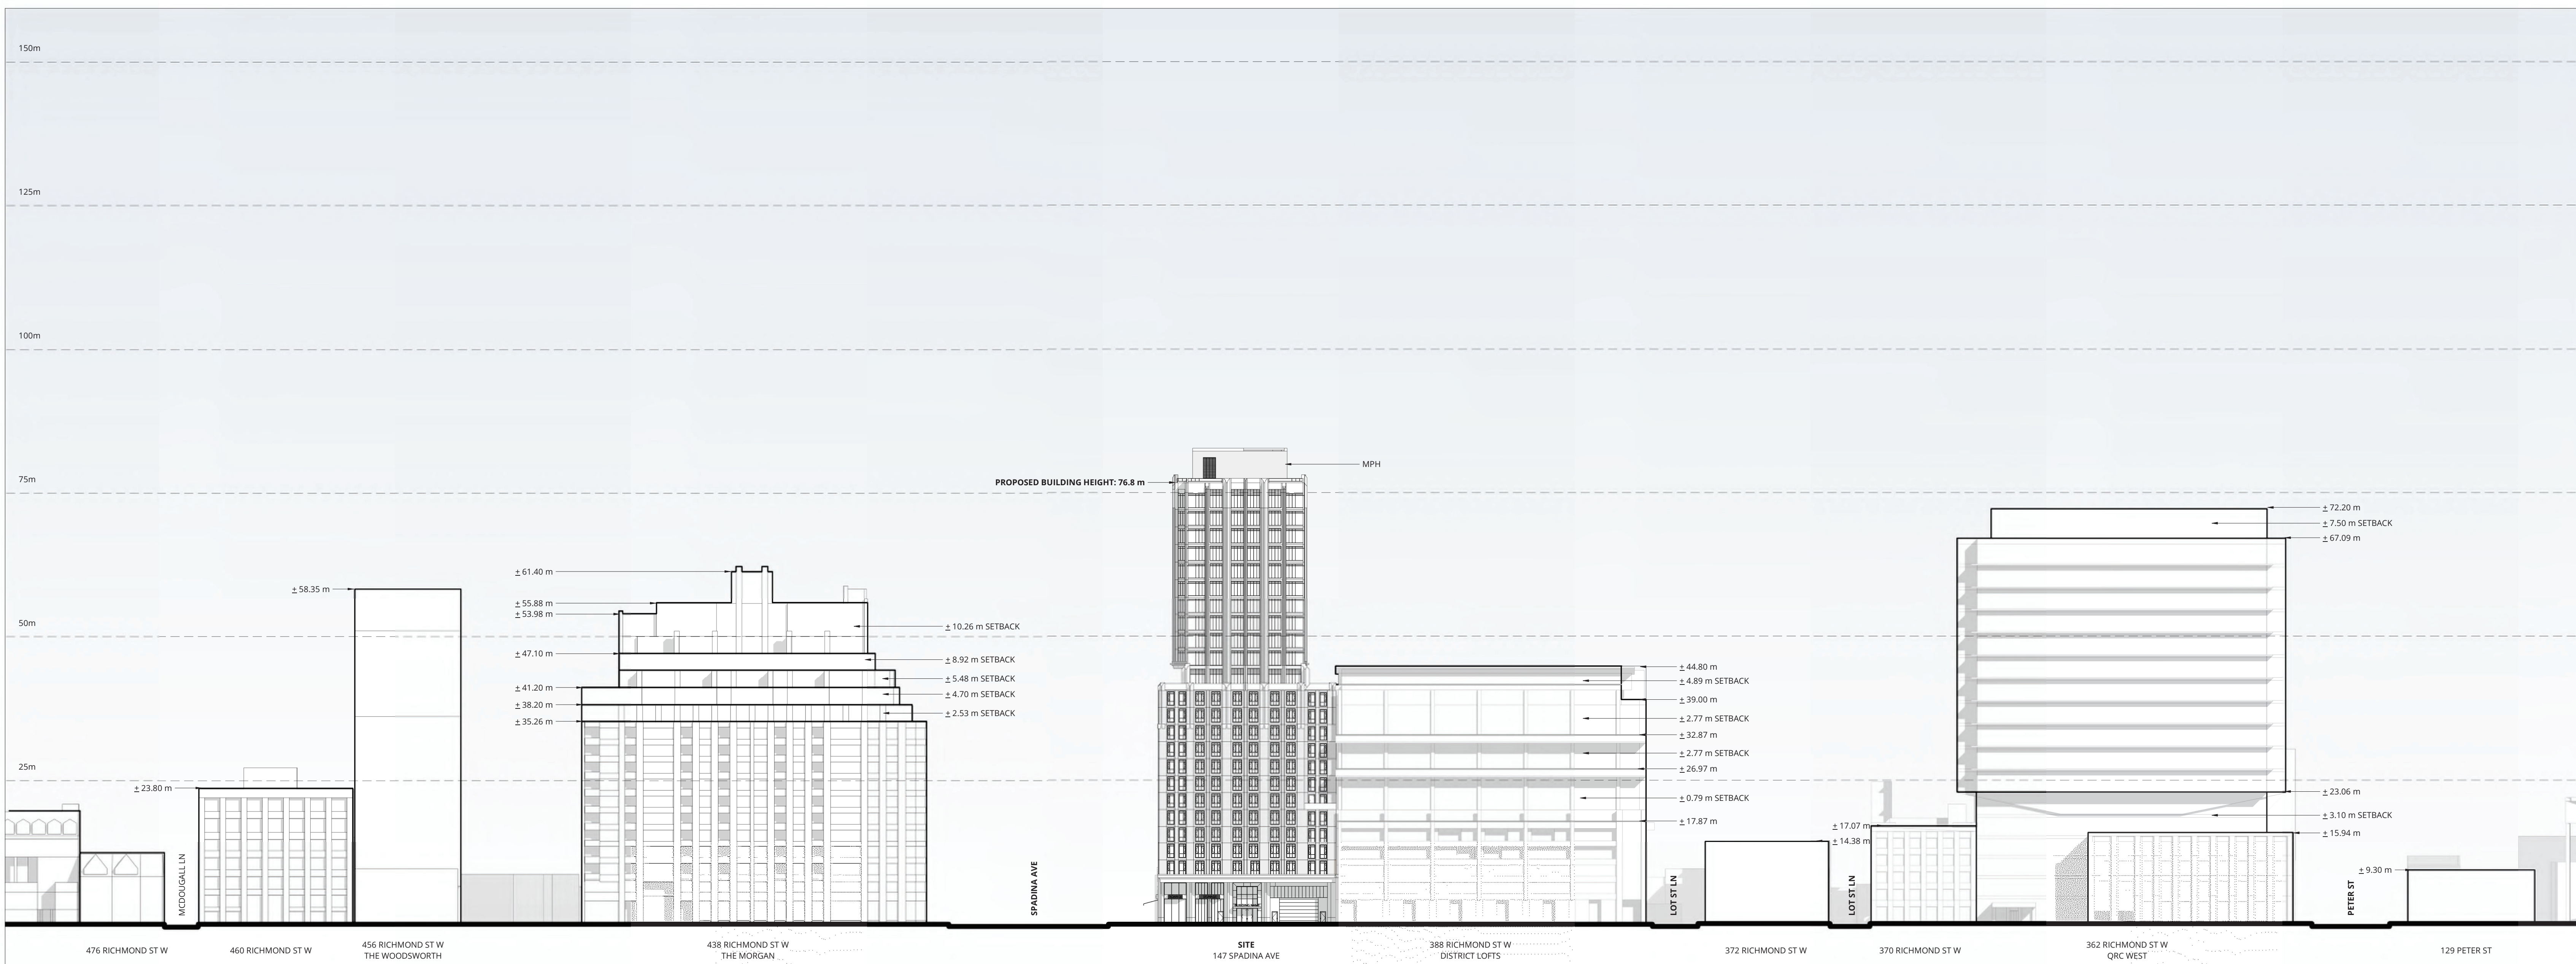 150m
125m
100m
75m
50m
25m
± 23.80 m
± 58.35 m
± 61.40 m
± 55.88 m
± 53.98 m
± 47.10 m
± 41.20 m
± 38.20 m
± 35.26 m
± 10.26 m SETBACK
± 8.92 m SETBACK
± 5.48 m SETBACK
± 4.70 m SETBACK
± 2.53 m SETBACK
MPH
PROPOSED BUILDING HEIGHT: 76.8 m
± 44.80 m
± 4.89 m SETBACK
± 39.00 m
± 2.77 m SETBACK
± 32.87 m
± 2.77 m SETBACK
± 26.97 m
± 0.79 m SETBACK
± 17.87 m
± 17.07 m
± 14.38 m
± 72.20 m
± 7.50 m SETBACK
± 67.09 m
± 23.06 m
± 3.10 m SETBACK
± 15.94 m
± 9.30 m
MCDOUGALL LN
SPADINA AVE
LOT ST LN
LOT ST LN
PETER ST
476 RICHMOND ST W
460 RICHMOND ST W
456 RICHMOND ST W
THE WOODSWORTH
438 RICHMOND ST W
THE MORGAN
SITE
147 SPADINA AVE
388 RICHMOND ST W
DISTRICT LOFTS
372 RICHMOND ST W
370 RICHMOND ST W
362 RICHMOND ST W
QRC WEST
129 PETER ST